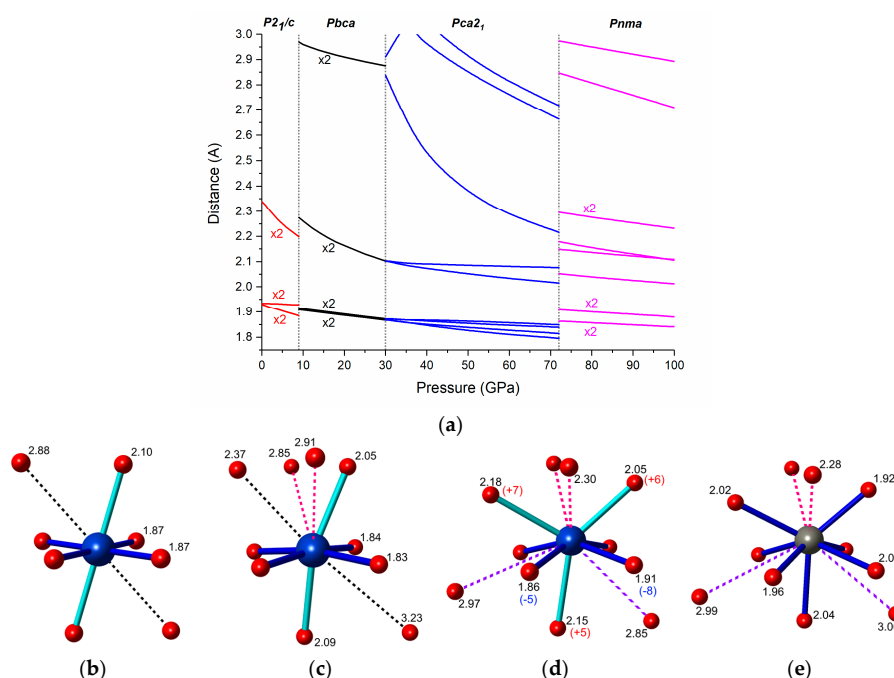 P2₁/c Pbca Pca2₁ Pnma
3.0
2.9
2.8
2.7
2.6
2.5
2.4
2.3
2.2
2.1
2.0
1.9
1.8
Distance (A)
x2
x2
x2
x2
x2
x2
x2
x2
x2
x2
x2
0 10 20 30 40 50 60 70 80 90 100
Pressure (GPa)
(a)
2.88 2.10
1.87
1.87
(b)
2.37 2.85 2.91 2.05
1.84
1.83
2.09 3.23
(c)
2.18 (+7) 2.30 2.05 (+6)
1.86 (-5) 1.91 (-8)
2.97 2.15 (+5) 2.85
(d)
2.02 2.28 1.92
1.96
2.99 2.04
(e)